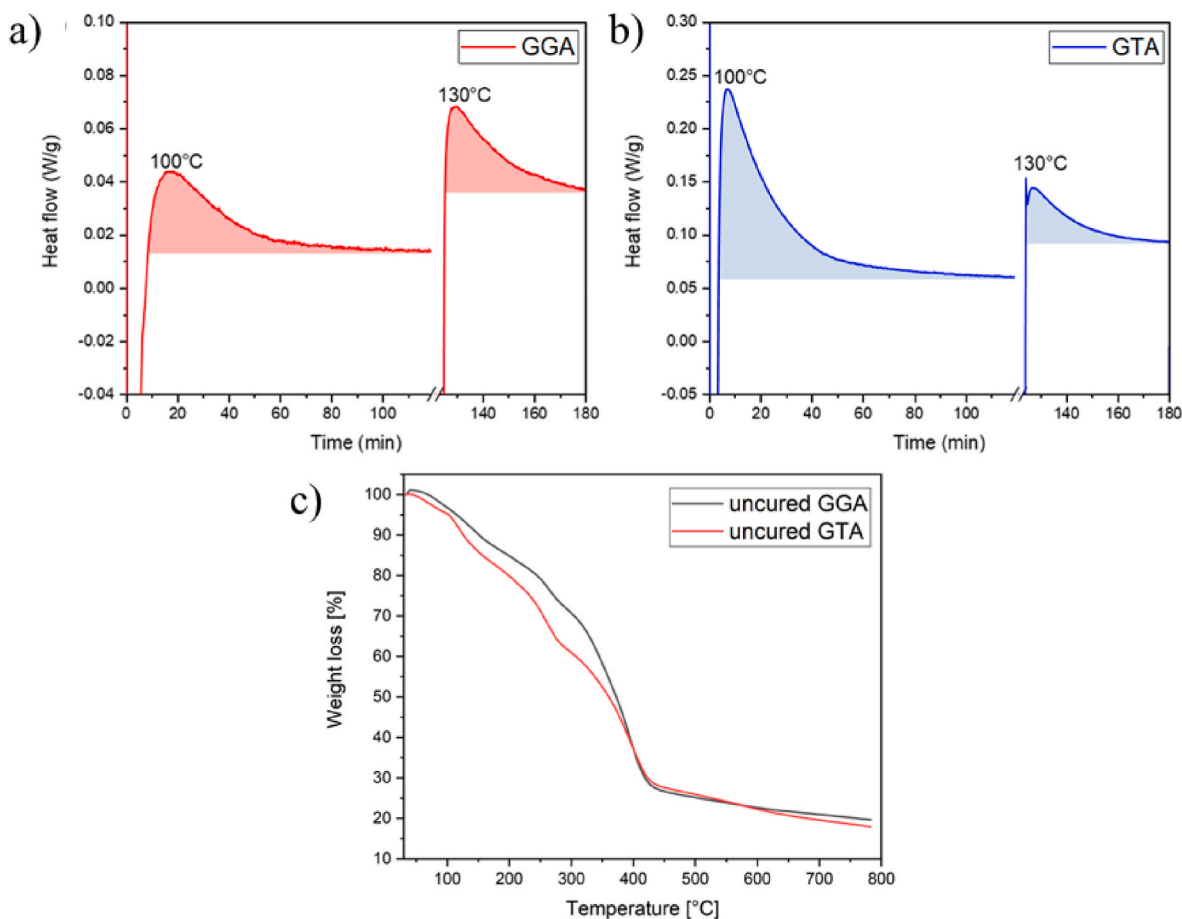 a)
GGA
100°C
130°C
0.10
0.08
0.06
0.04
0.02
0.00
-0.02
-0.04
Heat flow (W/g)
0 20 40 60 80 100 140 160 180
Time (min)
b)
GTA
100°C
130°C
0.30
0.25
0.20
0.15
0.10
0.05
0.00
-0.05
Heat flow (W/g)
0 20 40 60 80 100 140 160 180
Time (min)
c)
uncured GGA
uncured GTA
100
90
80
70
60
50
40
30
20
10
Weight loss [%]
100 200 300 400 500 600 700 800
Temperature [°C]